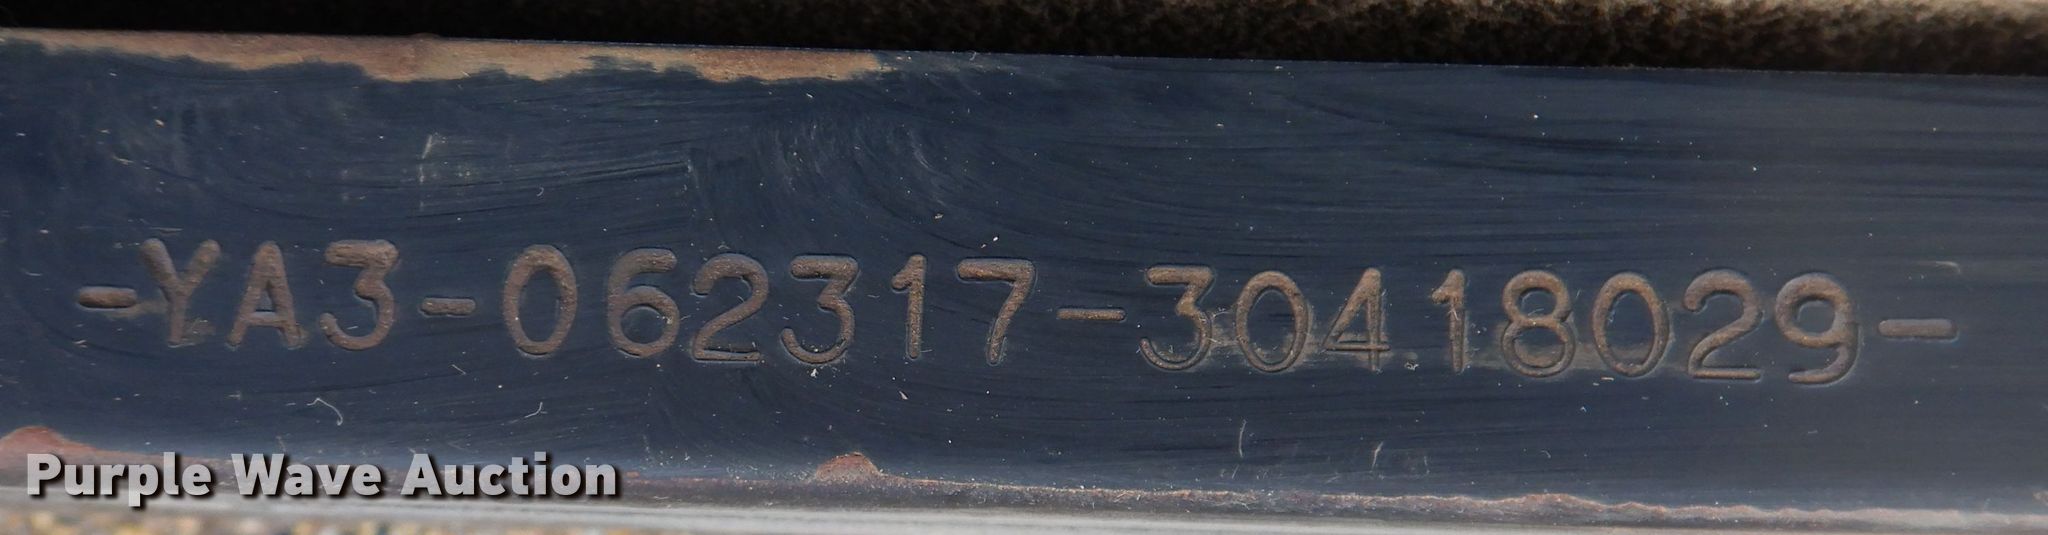 -YA3-062317-30418029-
Purple Wave Auction